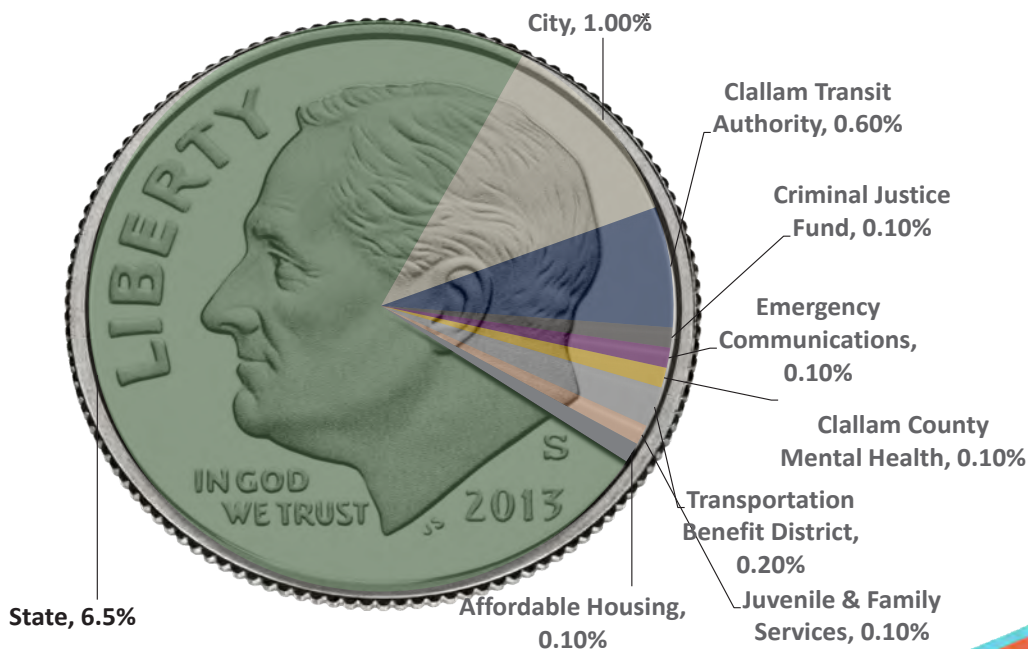 City, 1.00%*
Clallam Transit
Authority, 0.60%
Criminal Justice
Fund, 0.10%
Emergency
Communications,
0.10%
Clallam County
Mental Health, 0.10%
Transportation
Benefit District,
0.20%
Juvenile & Family
Services, 0.10%
Affordable Housing,
0.10%
State, 6.5%
LIBERTY
IN GOD
WE TRUST
JS
2013
S